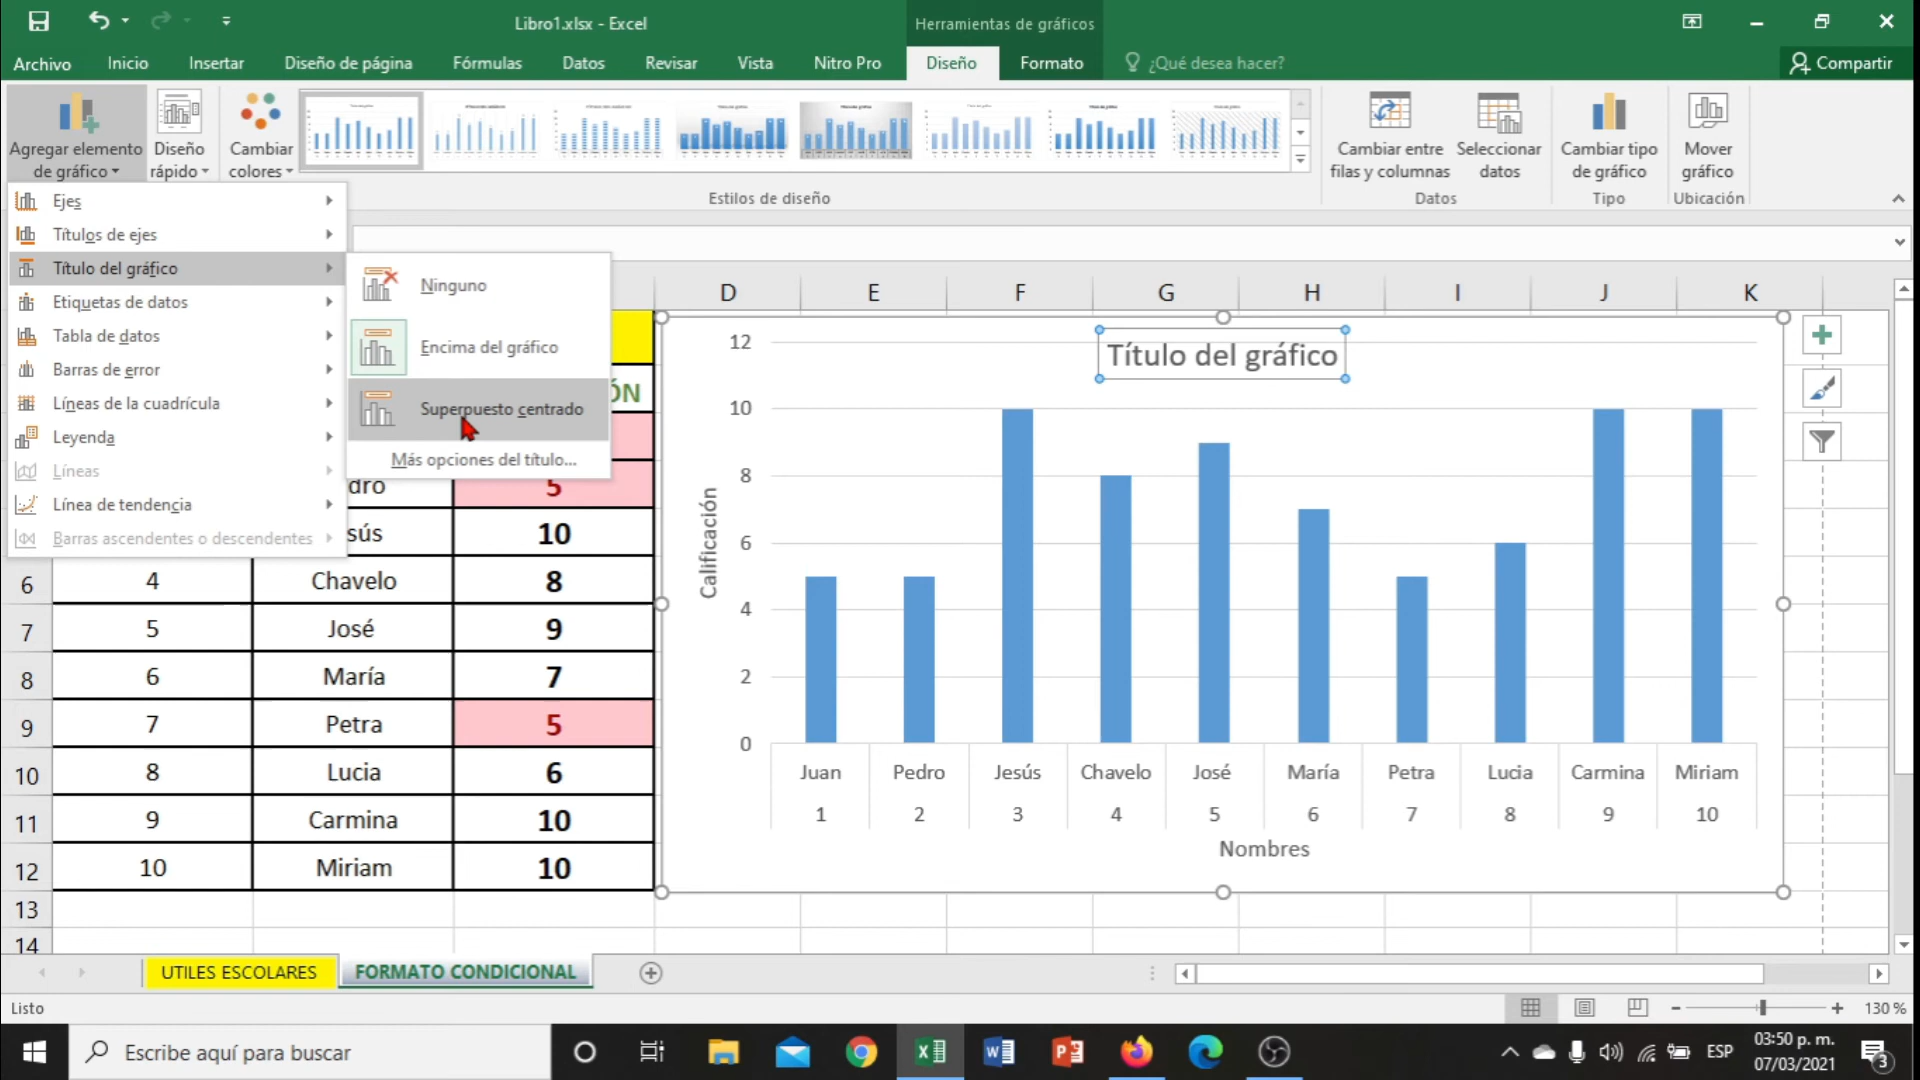 Libro1.xlsx - Excel
Herramientas de gráficos
Archivo
Inicio
Insertar
Diseño de página
Fórmulas
Datos
Revisar
Vista
Nitro Pro
Diseño
Formato
¿Qué desea hacer?
Compartir
Agregar elemento de gráfico
Diseño rápido
Cambiar colores
Cambiar entre filas y columnas
Seleccionar datos
Cambiar tipo de gráfico
Mover gráfico
Estilos de diseño
Datos
Tipo
Ubicación
Ejes
Títulos de ejes
Título del gráfico
Etiquetas de datos
Tabla de datos
Barras de error
Líneas de la cuadrícula
Leyenda
Líneas
Línea de tendencia
Barras ascendentes o descendentes
Ninguno
Encima del gráfico
Superpuesto centrado
Más opciones del título...
D E F G H I J K
ÓN
dro 5
sús 10
6 4 Chavelo 8
7 5 José 9
8 6 María 7
9 7 Petra 5
10 8 Lucia 6
11 9 Carmina 10
12 10 Miriam 10
13
14
Título del gráfico
12
10
8
6
4
2
0
Calificación
Juan Pedro Jesús Chavelo José María Petra Lucia Carmina Miriam
1 2 3 4 5 6 7 8 9 10
Nombres
UTILES ESCOLARES
FORMATO CONDICIONAL
Listo
130 %
Escribe aquí para buscar
ESP
03:50 p. m.
07/03/2021
3